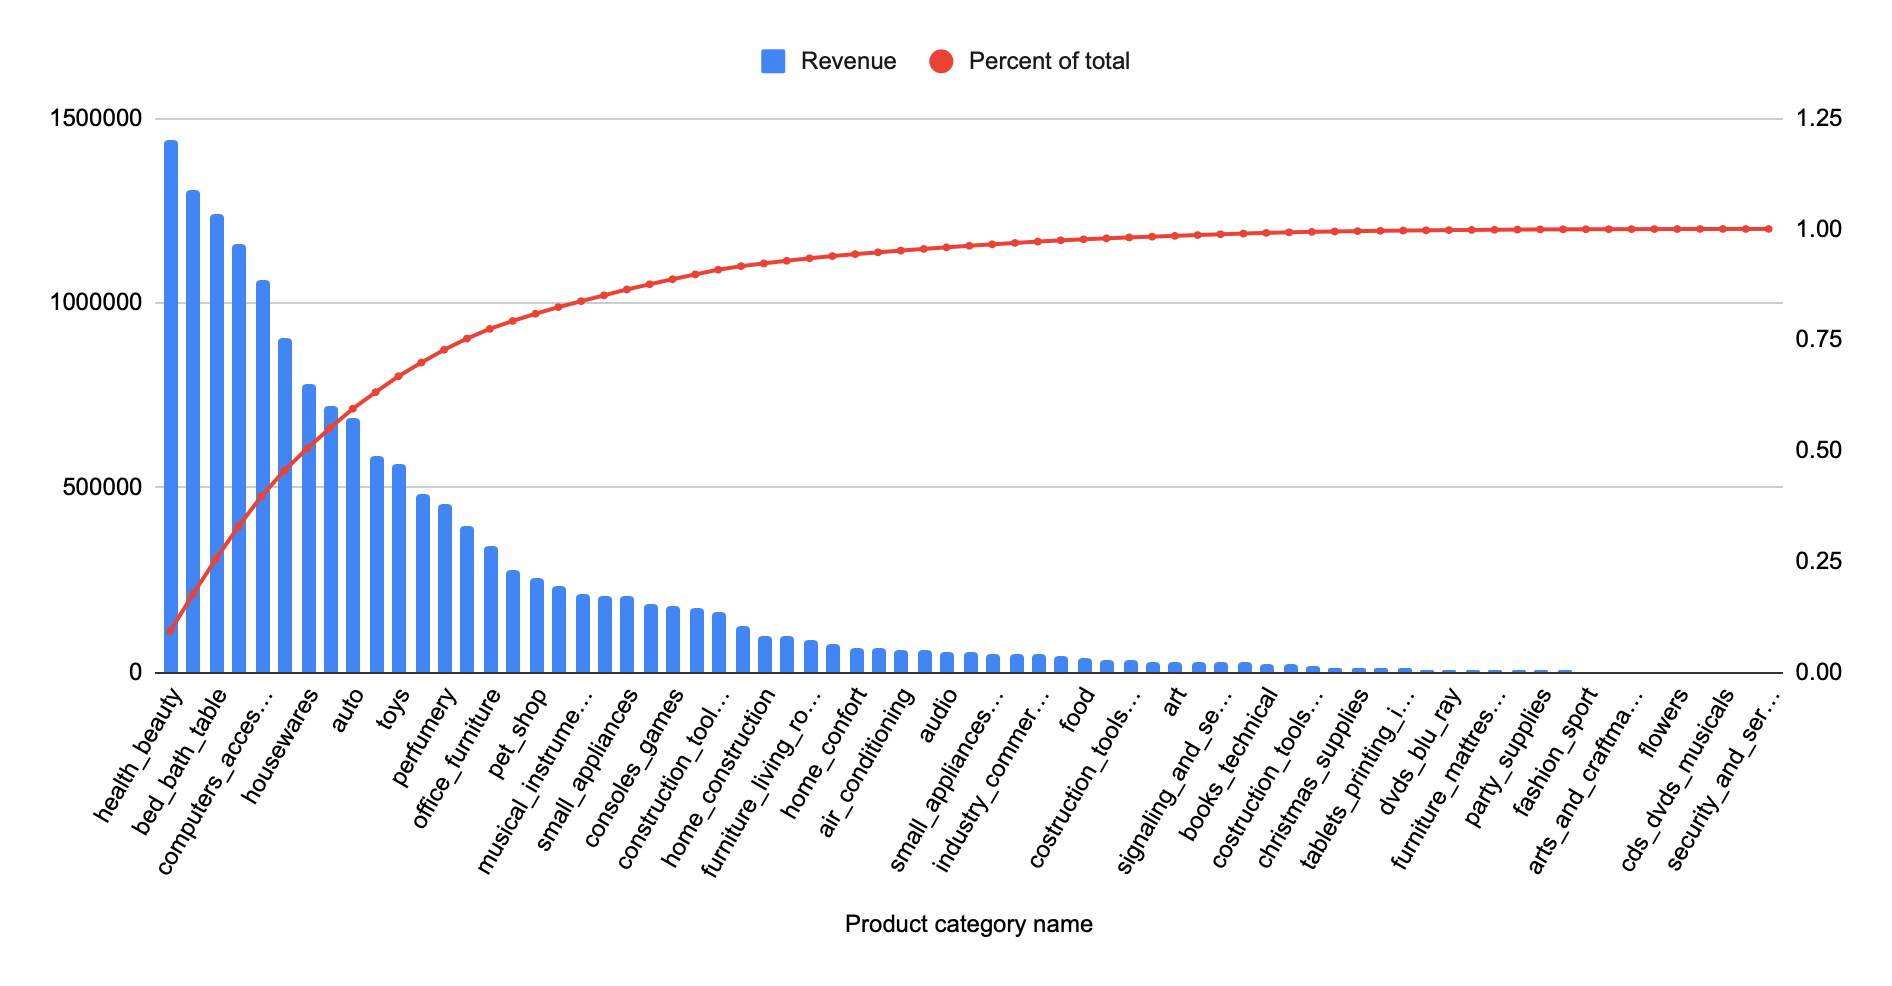 Revenue
Percent of total
1500000
1000000
500000
0
1.25
1.00
0.75
0.50
0.25
0.00
health_beauty
bed_bath_table
computers_acces...
housewares
auto
toys
perfumery
office_furniture
pet_shop
musical_instrume...
small_appliances
consoles_games
construction_tool...
home_construction
furniture_living_ro...
home_confort
air_conditioning
audio
small_appliances...
industry_commer...
food
costruction_tools...
art
signaling_and_se...
books_technical
costruction_tools...
christmas_supplies
tablets_printing_i...
dvds_blu_ray
furniture_mattres...
party_supplies
fashion_sport
arts_and_craftma...
flowers
cds_dvds_musicals
security_and_ser...
Product category name